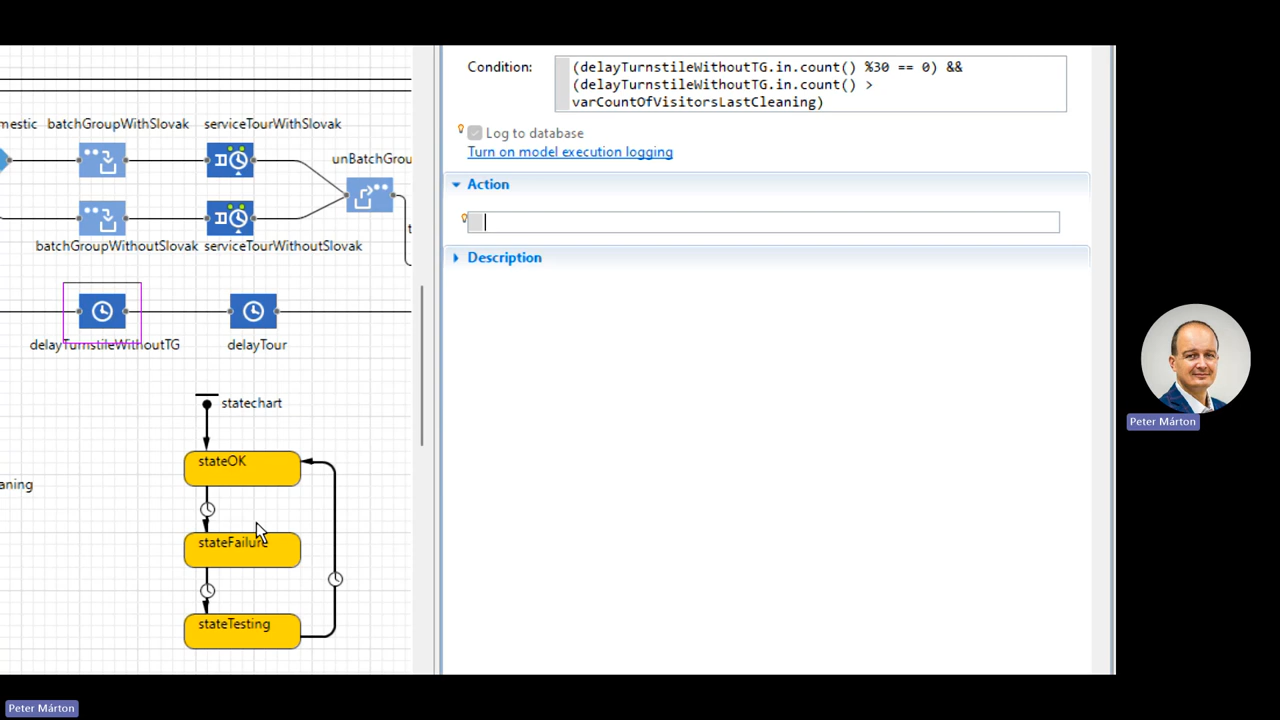 mestic
batchGroupWithSlovak
serviceTourWithSlovak
unBatchGrou
batchGroupWithoutSlovak
serviceTourWithoutSlovak
t
delayTurnstileWithoutTG
delayTour
statechart
stateOK
aning
stateFailure
stateTesting
Condition:
(delayTurnstileWithoutTG.in.count() %30 == 0) &&
(delayTurnstileWithoutTG.in.count() >
varCountOfVisitorsLastCleaning)
Log to database
Turn on model execution logging
Action
Description
Peter Márton
Peter Márton